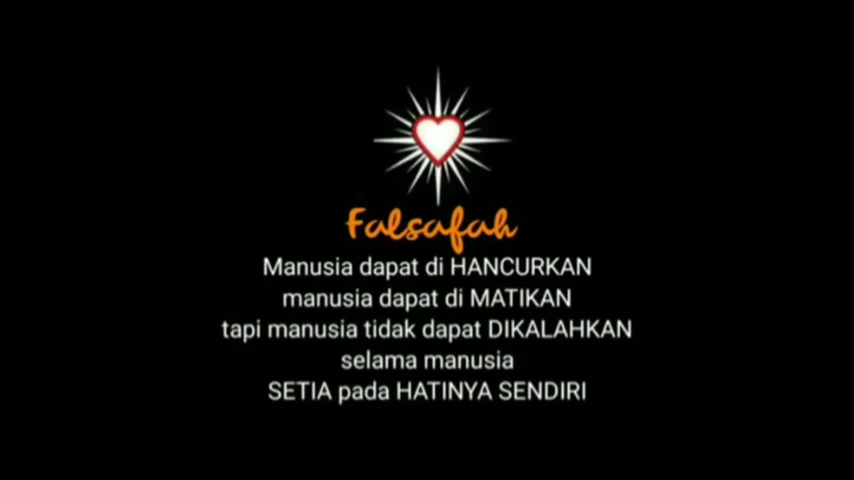 Falsafah
Manusia dapat di HANCURKAN
manusia dapat di MATIKAN
tapi manusia tidak dapat DIKALAHKAN
selama manusia
SETIA pada HATINYA SENDIRI